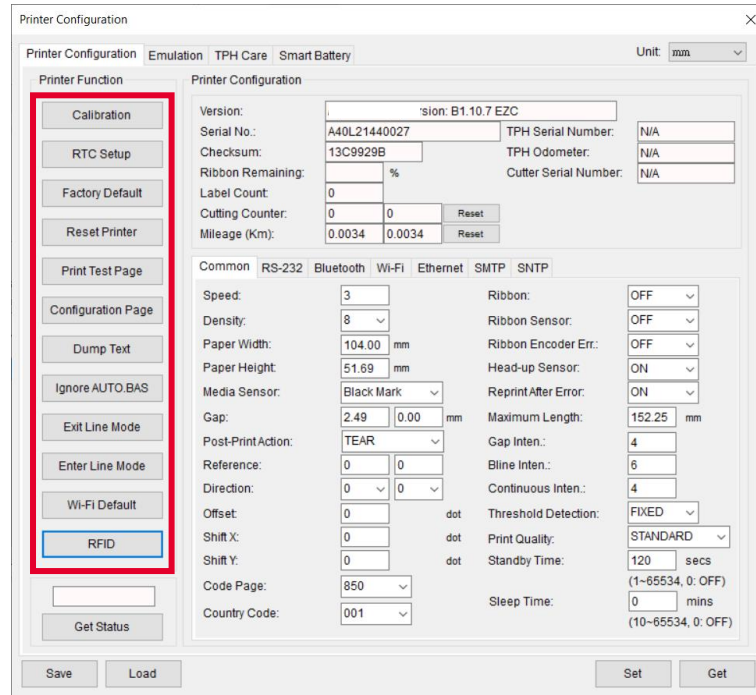 Printer Configuration
Printer Configuration Emulation TPH Care Smart Battery Unit: mm
Printer Function
Calibration
RTC Setup
Factory Default
Reset Printer
Print Test Page
Configuration Page
Dump Text
Ignore AUTO.BAS
Exit Line Mode
Enter Line Mode
Wi-Fi Default
RFID
Get Status
Printer Configuration
Version: sion: B1.10.7 EZC
Serial No.: A40L21440027 TPH Serial Number: N/A
Checksum: 13C9929B TPH Odometer: N/A
Ribbon Remaining: % Cutter Serial Number: N/A
Label Count: 0
Cutting Counter: 0 0 Reset
Mileage (Km): 0.0034 0.0034 Reset
Common RS-232 Bluetooth Wi-Fi Ethernet SMTP SNTP
Speed: 3 Ribbon: OFF
Density: 8 Ribbon Sensor: OFF
Paper Width: 104.00 mm Ribbon Encoder Err.: OFF
Paper Height: 51.69 mm Head-up Sensor: ON
Media Sensor: Black Mark Reprint After Error: ON
Gap: 2.49 0.00 mm Maximum Length: 152.25 mm
Post-Print Action: TEAR Gap Inten.: 4
Reference: 0 0 Bline Inten.: 6
Direction: 0 0 Continuous Inten.: 4
Offset: 0 dot Threshold Detection: FIXED
Shift X: 0 dot Print Quality: STANDARD
Shift Y: 0 dot Standby Time: 120 secs
(1~65534, 0: OFF)
Code Page: 850 Sleep Time: 0 mins
Country Code: 001 (10~65534, 0: OFF)
Save Load Set Get